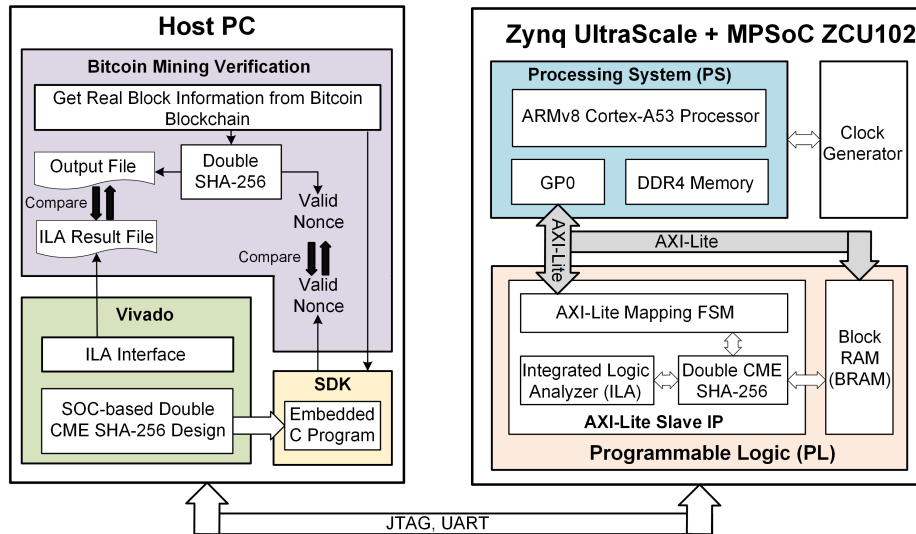 Host PC
Bitcoin Mining Verification
Get Real Block Information from Bitcoin
Blockchain
Output File
Double
SHA-256
Compare
Valid
Nonce
ILA Result File
Compare
Valid
Nonce
Vivado
ILA Interface
SOC-based Double
CME SHA-256 Design
SDK
Embedded
C Program
Zynq UltraScale + MPSoC ZCU102
Processing System (PS)
ARMv8 Cortex-A53 Processor
GP0
DDR4 Memory
Clock
Generator
AXI-Lite
AXI-Lite
AXI-Lite Mapping FSM
Integrated Logic
Analyzer (ILA)
Double CME
SHA-256
AXI-Lite Slave IP
Block
RAM
(BRAM)
Programmable Logic (PL)
JTAG, UART